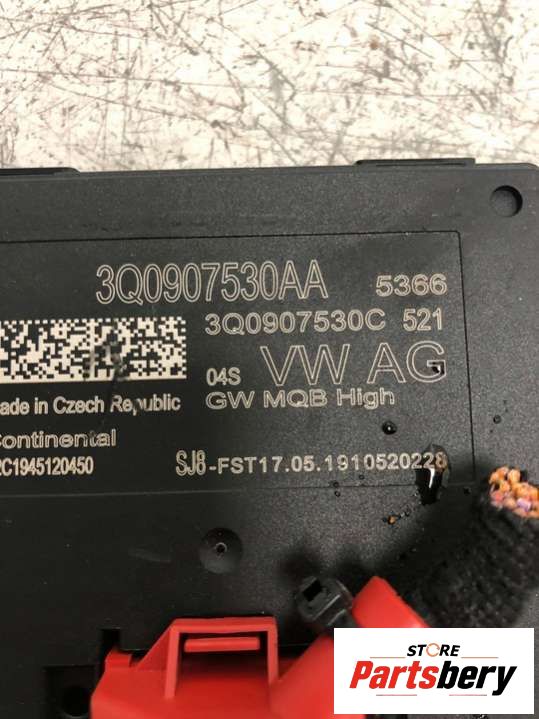 3Q0907530AA 5366
3Q0907530C 521
04S VW AG
ade in Czech Republic GW MQB High
Continental
2C1945120450 SJ8-FST17.05.1910520228
STORE
Partsbery